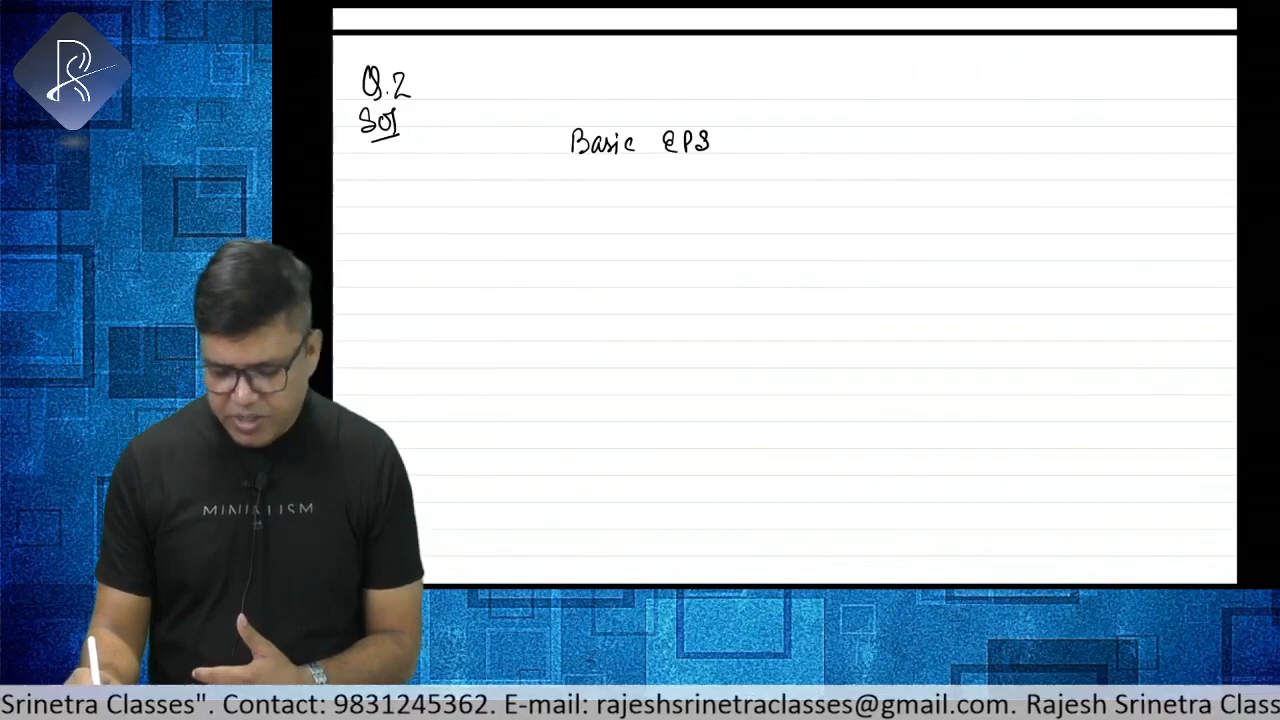 Q.2
Sol
Basic EPS
MINIMALISM
Srinetra Classes". Contact: 9831245362. E-mail: rajeshsrinetraclasses@gmail.com. Rajesh Srinetra Class